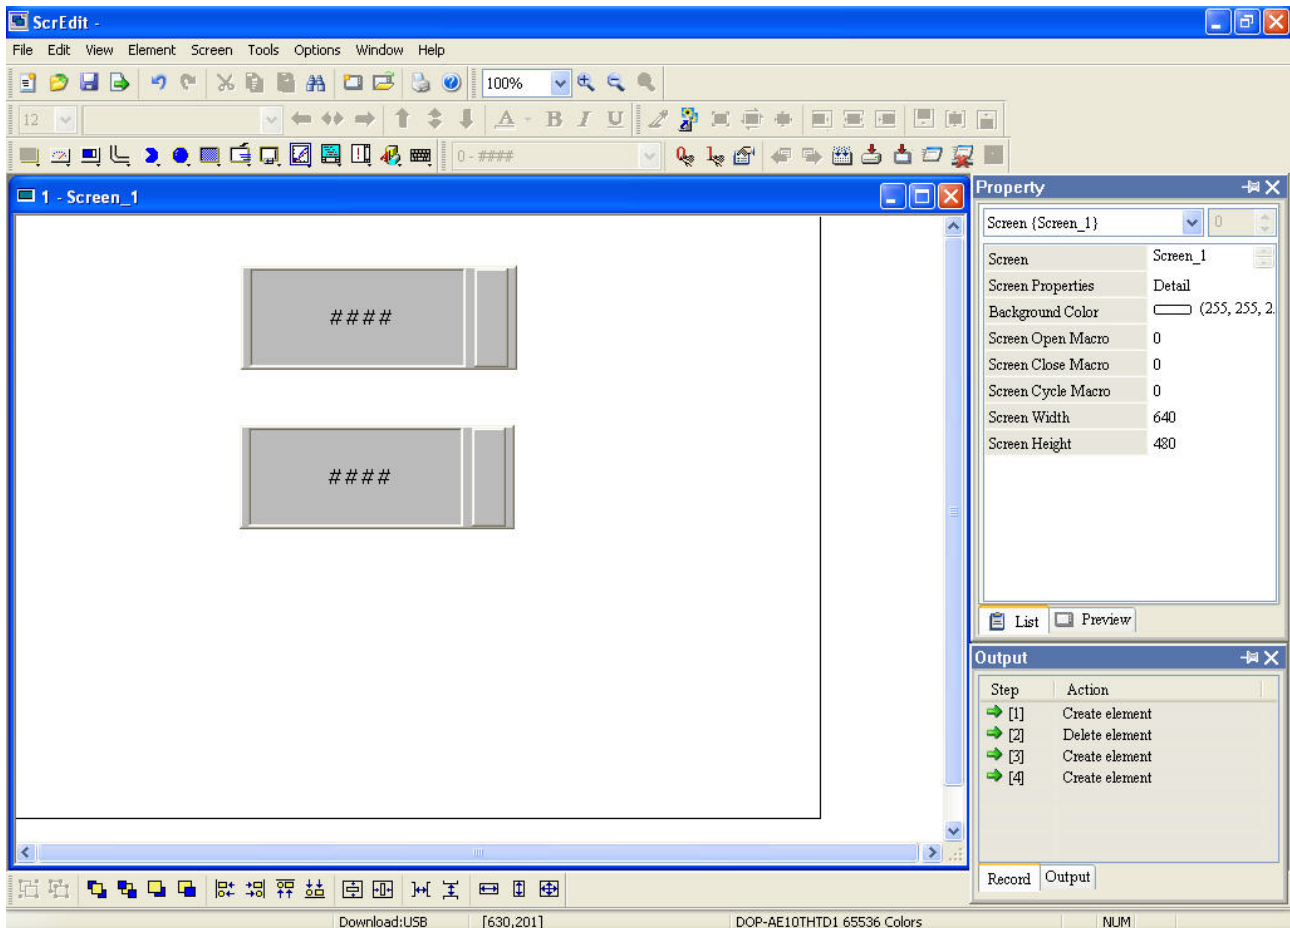 ScrEdit -
File Edit View Element Screen Tools Options Window Help
100%
12
A B I U
0 - ####
1 - Screen_1
####
####
Property
Screen {Screen_1} 0
Screen Screen_1
Screen Properties Detail
Background Color (255, 255, 2
Screen Open Macro 0
Screen Close Macro 0
Screen Cycle Macro 0
Screen Width 640
Screen Height 480
List Preview
Output
Step Action
[1] Create element
[2] Delete element
[3] Create element
[4] Create element
Record Output
Download:USB [630,201] DOP-AE10THTD1 65536 Colors NUM